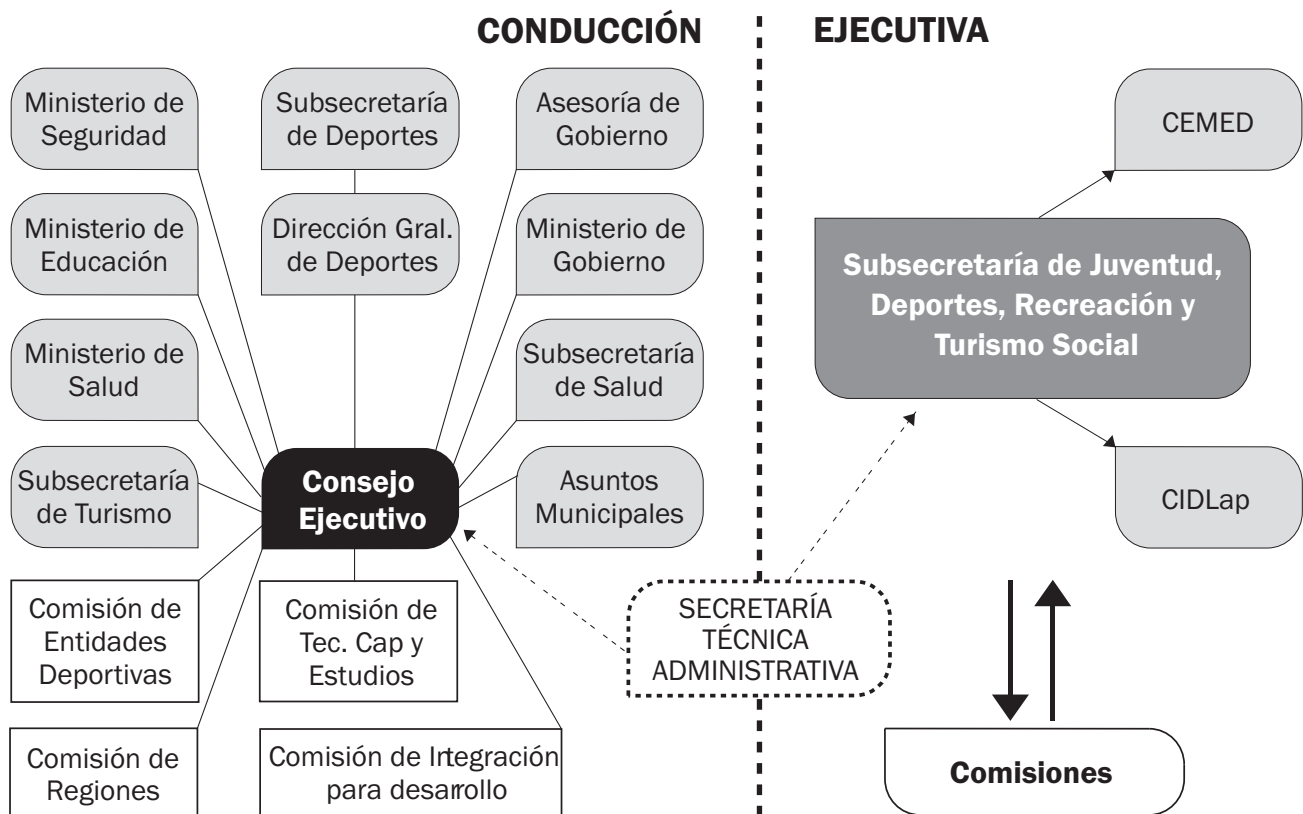 CONDUCCIÓN
EJECUTIVA
Ministerio de
Seguridad
Subsecretaría
de Deportes
Asesoría de
Gobierno
CEMED
Ministerio de
Educación
Dirección Gral.
de Deportes
Ministerio de
Gobierno
Subsecretaría de Juventud,
Deportes, Recreación y
Turismo Social
Ministerio de
Salud
Subsecretaría
de Salud
Subsecretaría
de Turismo
Consejo
Ejecutivo
Asuntos
Municipales
CIDLap
Comisión de
Entidades
Deportivas
Comisión de
Tec. Cap y
Estudios
SECRETARÍA
TÉCNICA
ADMINISTRATIVA
Comisión de
Regiones
Comisión de Integración
para desarrollo
Comisiones